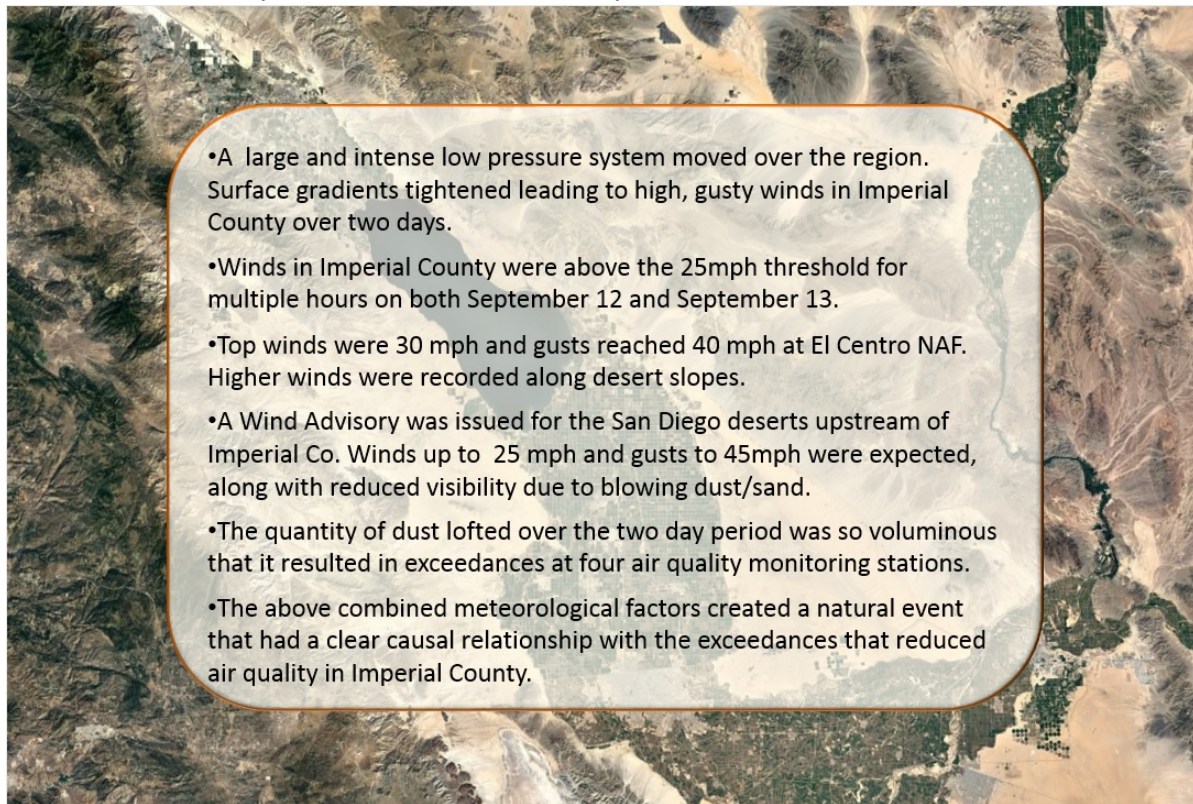 •A  large and intense low pressure system moved over the region.
Surface gradients tightened leading to high, gusty winds in Imperial
County over two days.
•Winds in Imperial County were above the 25mph threshold for
multiple hours on both September 12 and September 13.
•Top winds were 30 mph and gusts reached 40 mph at El Centro NAF.
Higher winds were recorded along desert slopes.
•A Wind Advisory was issued for the San Diego deserts upstream of
Imperial Co. Winds up to  25 mph and gusts to 45mph were expected,
along with reduced visibility due to blowing dust/sand.
•The quantity of dust lofted over the two day period was so voluminous
that it resulted in exceedances at four air quality monitoring stations.
•The above combined meteorological factors created a natural event
that had a clear causal relationship with the exceedances that reduced
air quality in Imperial County.